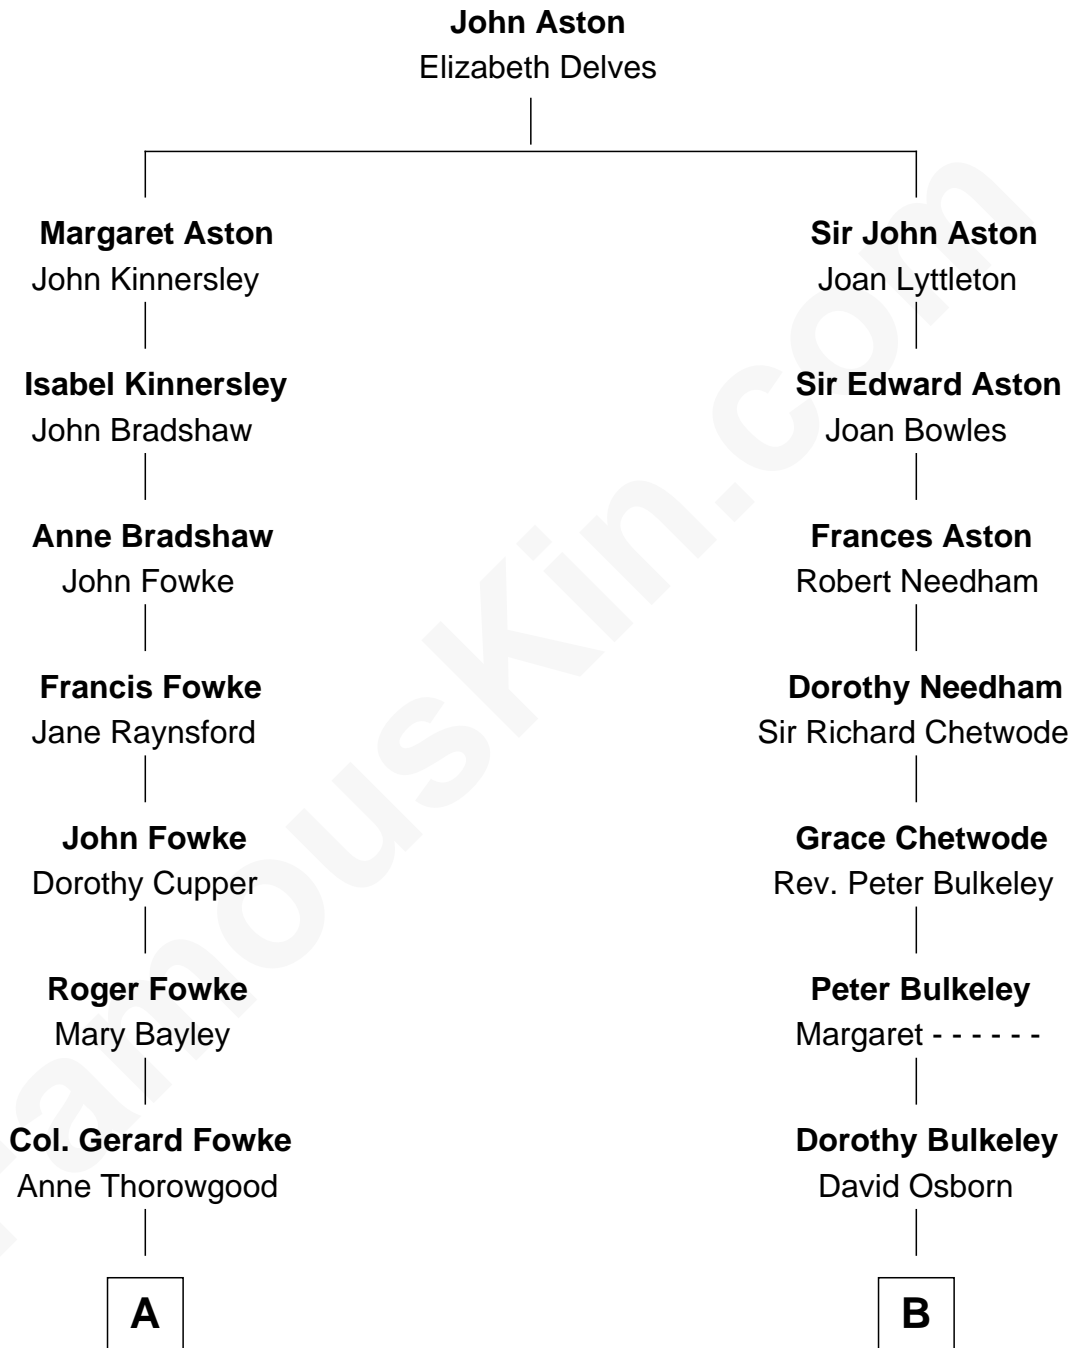 John Aston
Elizabeth Delves
Margaret Aston
John Kinnersley
Sir John Aston
Joan Lyttleton
Isabel Kinnersley
John Bradshaw
Sir Edward Aston
Joan Bowles
Anne Bradshaw
John Fowke
Frances Aston
Robert Needham
Francis Fowke
Jane Raynsford
Dorothy Needham
Sir Richard Chetwode
John Fowke
Dorothy Cupper
Grace Chetwode
Rev. Peter Bulkeley
Roger Fowke
Mary Bayley
Peter Bulkeley
Margaret - - - - - -
Col. Gerard Fowke
Anne Thorowgood
Dorothy Bulkeley
David Osborn
A
B
FamousKin.com